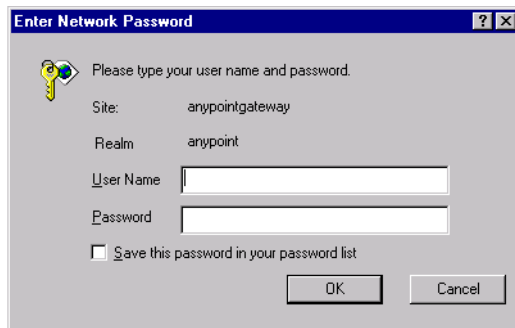 Enter Network Password
Please type your user name and password.
Site: anypointgateway
Realm anypoint
User Name
Password
Save this password in your password list
OK Cancel